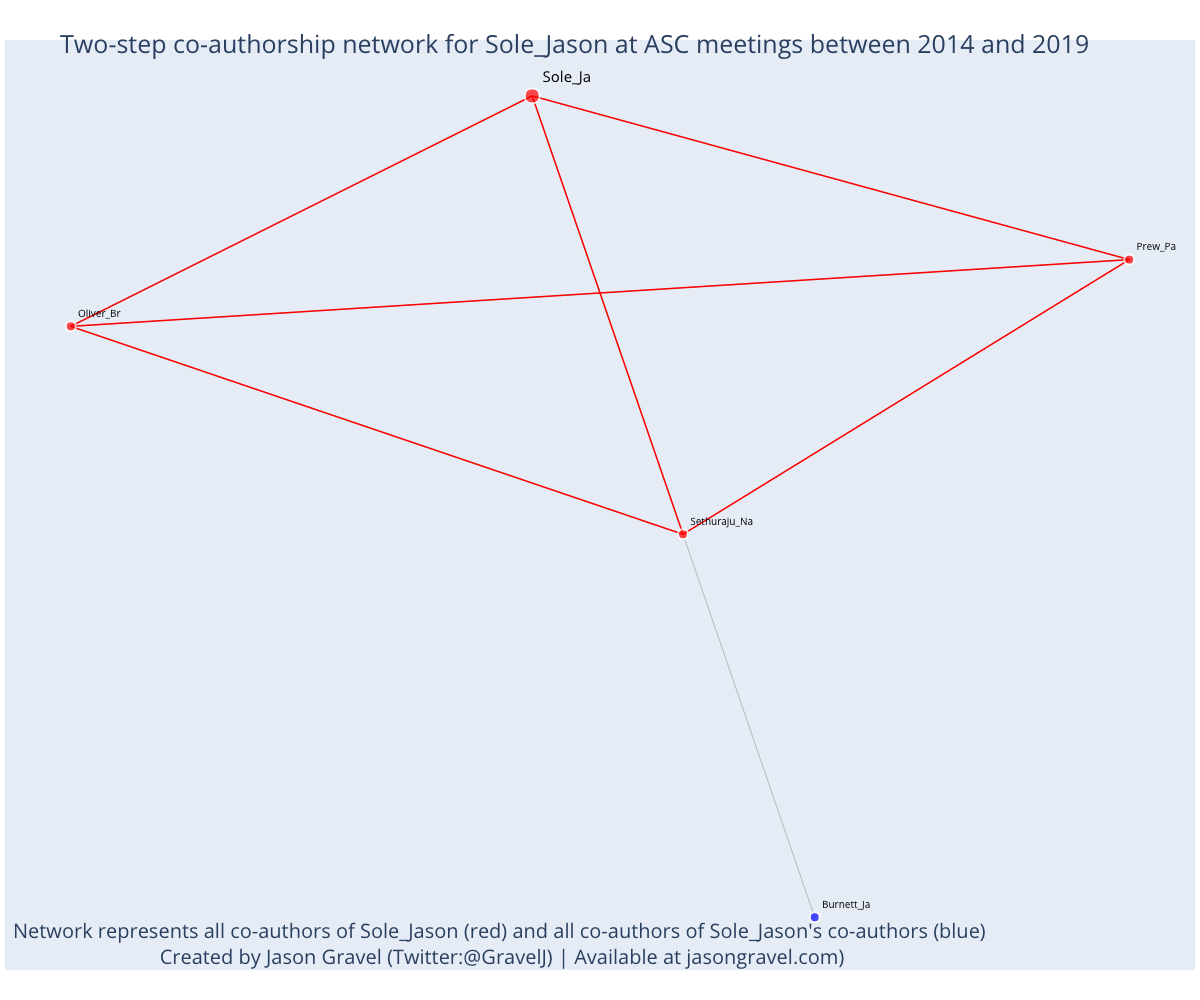 Two-step co-authorship network for Sole_Jason at ASC meetings between 2014 and 2019
Sole_Ja
Prew_Pa
Oliver_Br
Sethuraju_Na
Burnett_Ja
Network represents all co-authors of Sole_Jason (red) and all co-authors of Sole_Jason's co-authors (blue)
Created by Jason Gravel (Twitter:@GravelJ) | Available at jasongravel.com)